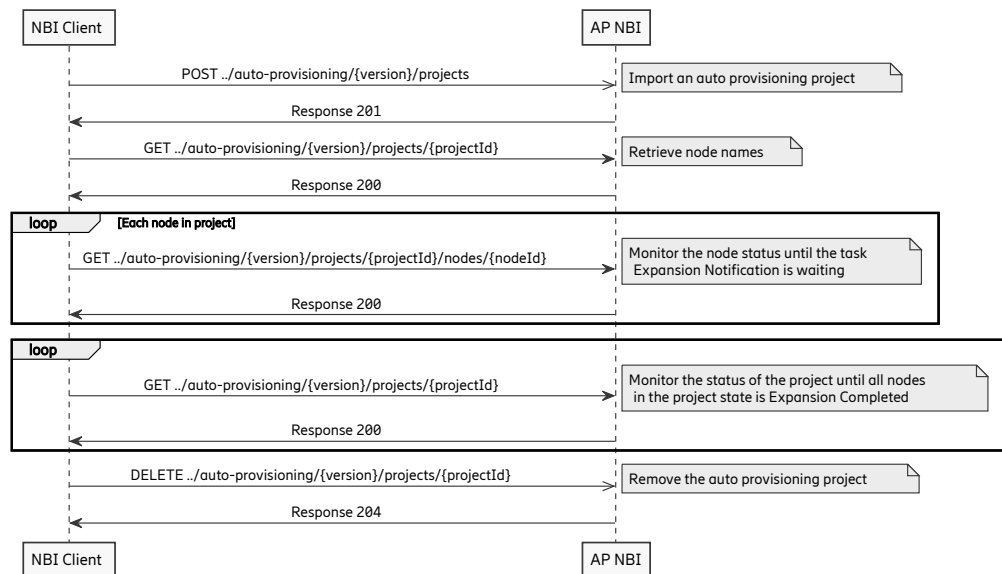 NBI Client
AP NBI
POST ../auto-provisioning/{version}/projects
Import an auto provisioning project
Response 201
GET ../auto-provisioning/{version}/projects/{projectId}
Retrieve node names
Response 200
loop
[Each node in project]
GET ../auto-provisioning/{version}/projects/{projectId}/nodes/{nodeId}
Monitor the node status until the task
Expansion Notification is waiting
Response 200
loop
GET ../auto-provisioning/{version}/projects/{projectId}
Monitor the status of the project until all nodes
in the project state is Expansion Completed
Response 200
DELETE ../auto-provisioning/{version}/projects/{projectId}
Remove the auto provisioning project
Response 204
NBI Client
AP NBI